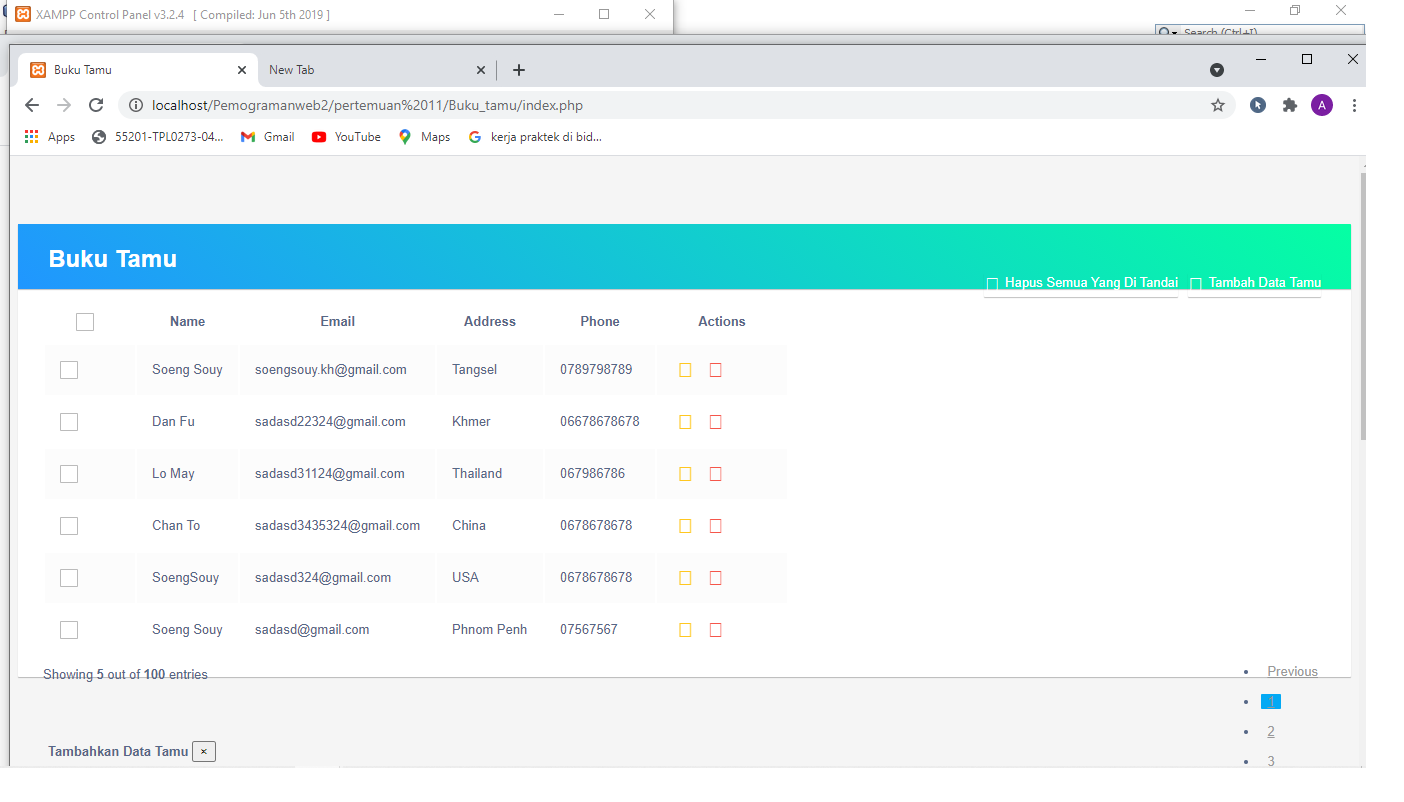 XAMPP Control Panel v3.2.4 [ Compiled: Jun 5th 2019 ]
Search (Ctrl+I)
Buku Tamu
New Tab
localhost/Pemogramanweb2/pertemuan%2011/Buku_tamu/index.php
A
Apps 55201-TPL0273-04... Gmail YouTube Maps kerja praktek di bid...
Buku Tamu
Hapus Semua Yang Di Tandai Tambah Data Tamu
Name Email Address Phone Actions
Soeng Souy soengsouy.kh@gmail.com Tangsel 0789798789
Dan Fu sadasd22324@gmail.com Khmer 06678678678
Lo May sadasd31124@gmail.com Thailand 067986786
Chan To sadasd3435324@gmail.com China 0678678678
SoengSouy sadasd324@gmail.com USA 0678678678
Soeng Souy sadasd@gmail.com Phnom Penh 07567567
Showing 5 out of 100 entries
Previous
1
2
3
Tambahkan Data Tamu ×